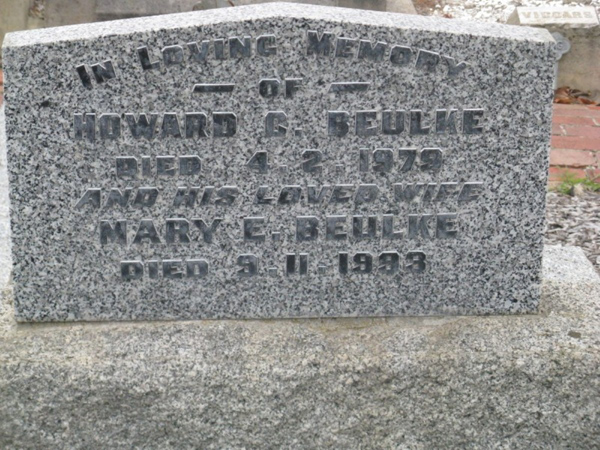 IN LOVING MEMORY
— OF —
HOWARD C. BEULKE
DIED 4.2.1979
AND HIS LOVED WIFE
MARY E. BEULKE
DIED 9.11.1993
VICCARS